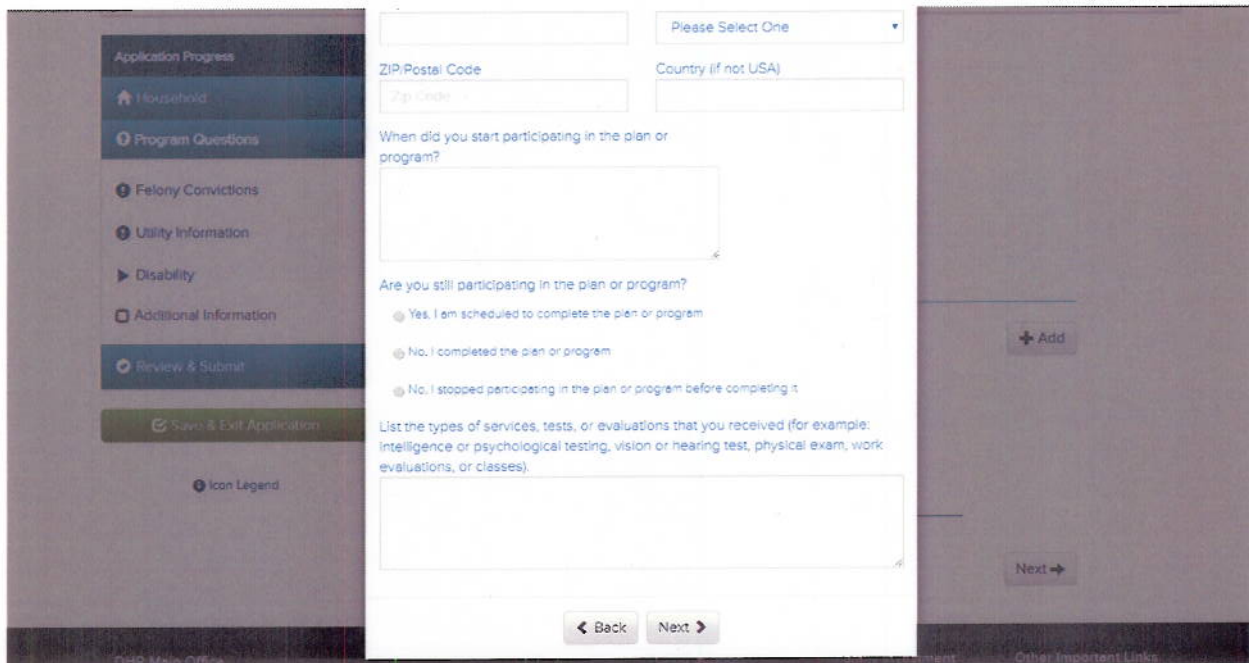 Application Progress
Household
Program Questions
Felony Convictions
Utility Information
Disability
Additional Information
Review & Submit
Save & Exit Application
Icon Legend
Please Select One
ZIP/Postal Code
Country (if not USA)
Zip Code
When did you start participating in the plan or
program?
Are you still participating in the plan or program?
Yes, I am scheduled to complete the plan or program
No, I completed the plan or program
No, I stopped participating in the plan or program before completing it
List the types of services, tests, or evaluations that you received (for example:
intelligence or psychological testing, vision or hearing test, physical exam, work
evaluations, or classes).
Back
Next
Add
Next
Other Important Links